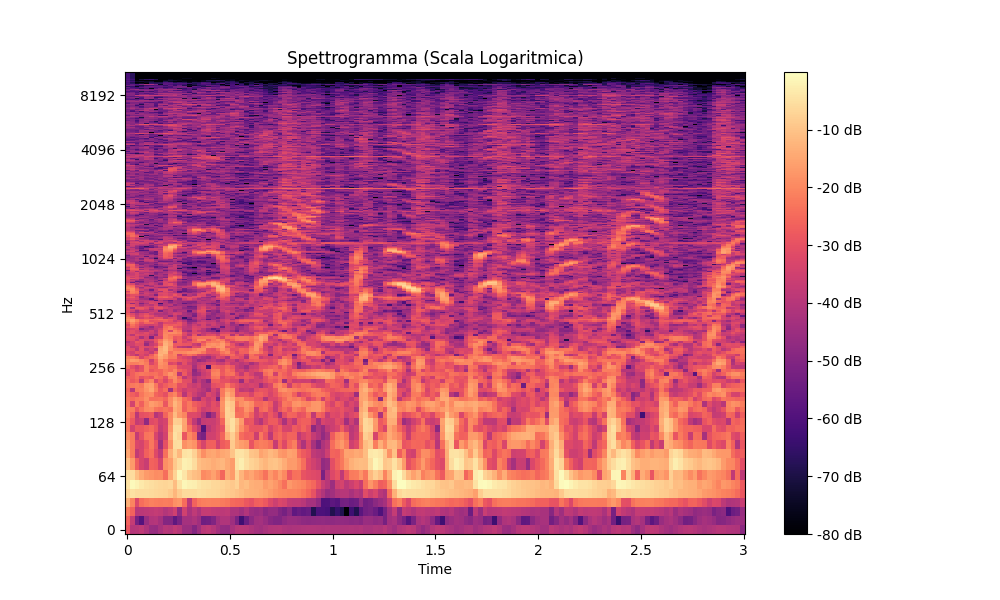 Spettrogramma (Scala Logaritmica)
8192
4096
2048
1024
512
256
128
64
0
Hz
0
0.5
1
1.5
2
2.5
3
Time
-10 dB
-20 dB
-30 dB
-40 dB
-50 dB
-60 dB
-70 dB
-80 dB